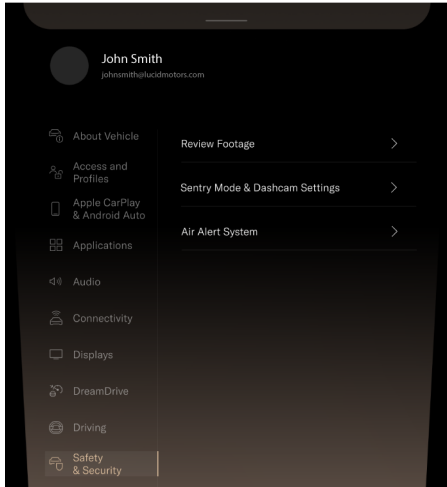 John Smith
johnsmith@lucidmotors.com
About Vehicle
Access and
Profiles
Apple CarPlay
& Android Auto
Applications
Audio
Connectivity
Displays
DreamDrive
Driving
Safety
& Security
Review Footage
Sentry Mode & Dashcam Settings
Air Alert System